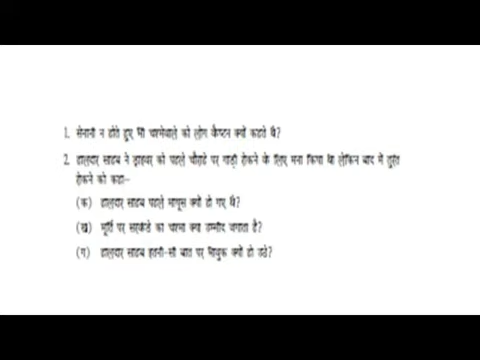 1. सेनानी न होते हुए भी चश्मेवाले को लोग कैप्टन क्यों कहते थे?
2. हालदार साहब ने ड्राइवर को पहले चौराहे पर गाड़ी रोकने के लिए मना किया था लेकिन बाद में तुरंत
रोकने को कहा–
(क) हालदार साहब पहले मायूस क्यों हो गए थे?
(ख) मूर्ति पर सरकंडे का चश्मा क्या उम्मीद जगाता है?
(ग) हालदार साहब इतनी-सी बात पर भावुक क्यों हो उठे?